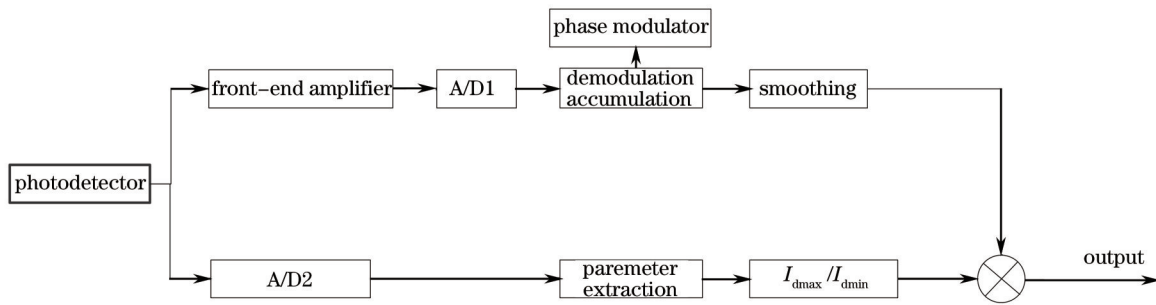 phase modulator
front-end amplifier
A/D1
demodulation
accumulation
smoothing
photodetector
output
A/D2
paremeter
extraction
I_dmax/I_dmin